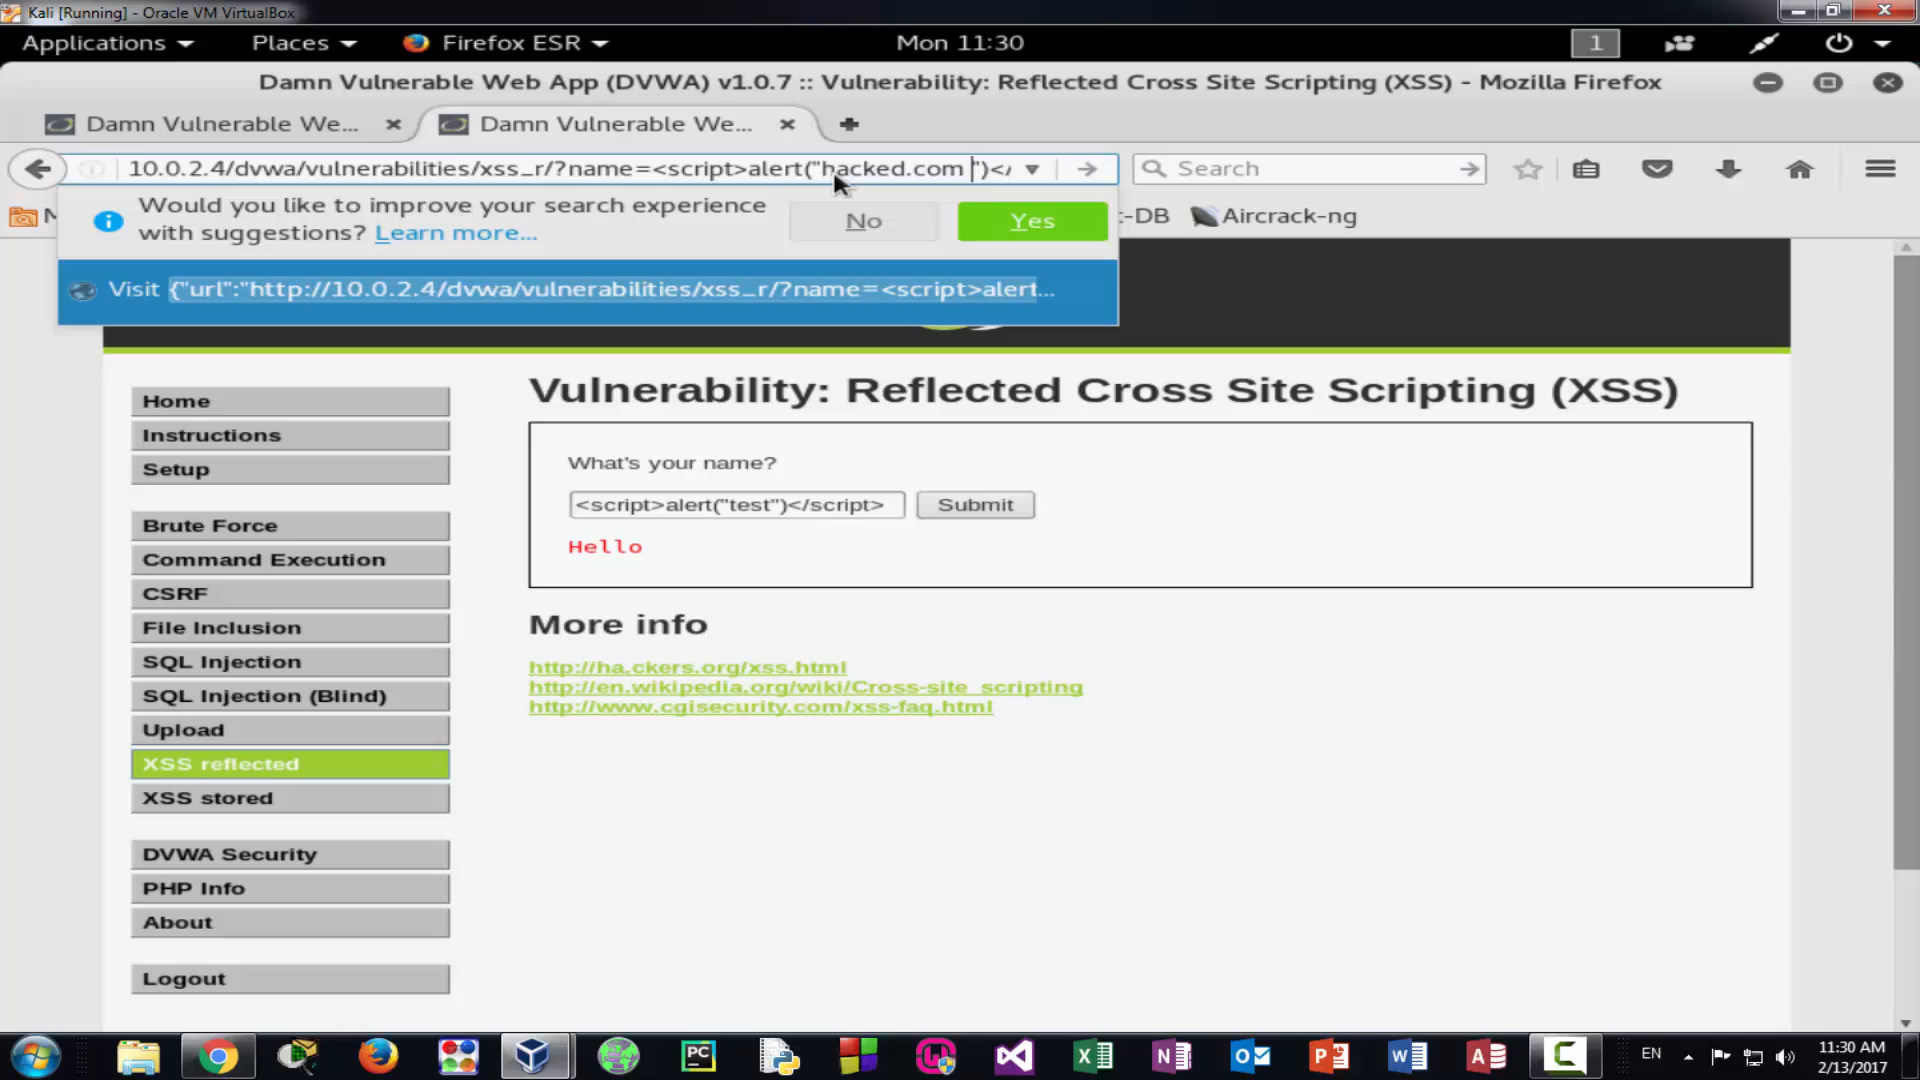 Kali [Running] - Oracle VM VirtualBox
Applications Places Firefox ESR Mon 11:30 1
Damn Vulnerable Web App (DVWA) v1.0.7 :: Vulnerability: Reflected Cross Site Scripting (XSS) - Mozilla Firefox
Damn Vulnerable We... Damn Vulnerable We...
10.0.2.4/dvwa/vulnerabilities/xss_r/?name=<script>alert("hacked.com ")</ Search
Would you like to improve your search experience
with suggestions? Learn more...
No Yes
-DB Aircrack-ng
Visit {"url":"http://10.0.2.4/dvwa/vulnerabilities/xss_r/?name=<script>alert...
Home
Instructions
Setup
Brute Force
Command Execution
CSRF
File Inclusion
SQL Injection
SQL Injection (Blind)
Upload
XSS reflected
XSS stored
DVWA Security
PHP Info
About
Logout
Vulnerability: Reflected Cross Site Scripting (XSS)
What's your name?
<script>alert("test")</script> Submit
Hello
More info
http://ha.ckers.org/xss.html
http://en.wikipedia.org/wiki/Cross-site_scripting
http://www.cgisecurity.com/xss-faq.html
EN
11:30 AM
2/13/2017